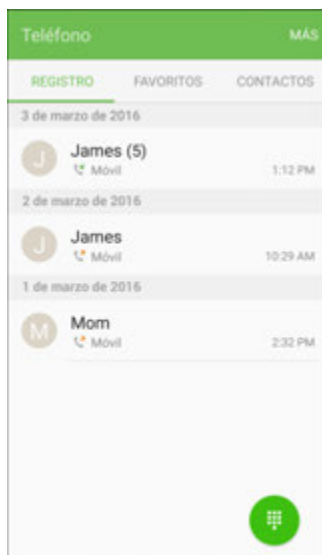 Teléfono MÁS
REGISTRO FAVORITOS CONTACTOS
3 de marzo de 2016
J James (5)
Móvil 1:12 PM
2 de marzo de 2016
J James
Móvil 10:29 AM
1 de marzo de 2016
M Mom
Móvil 2:32 PM